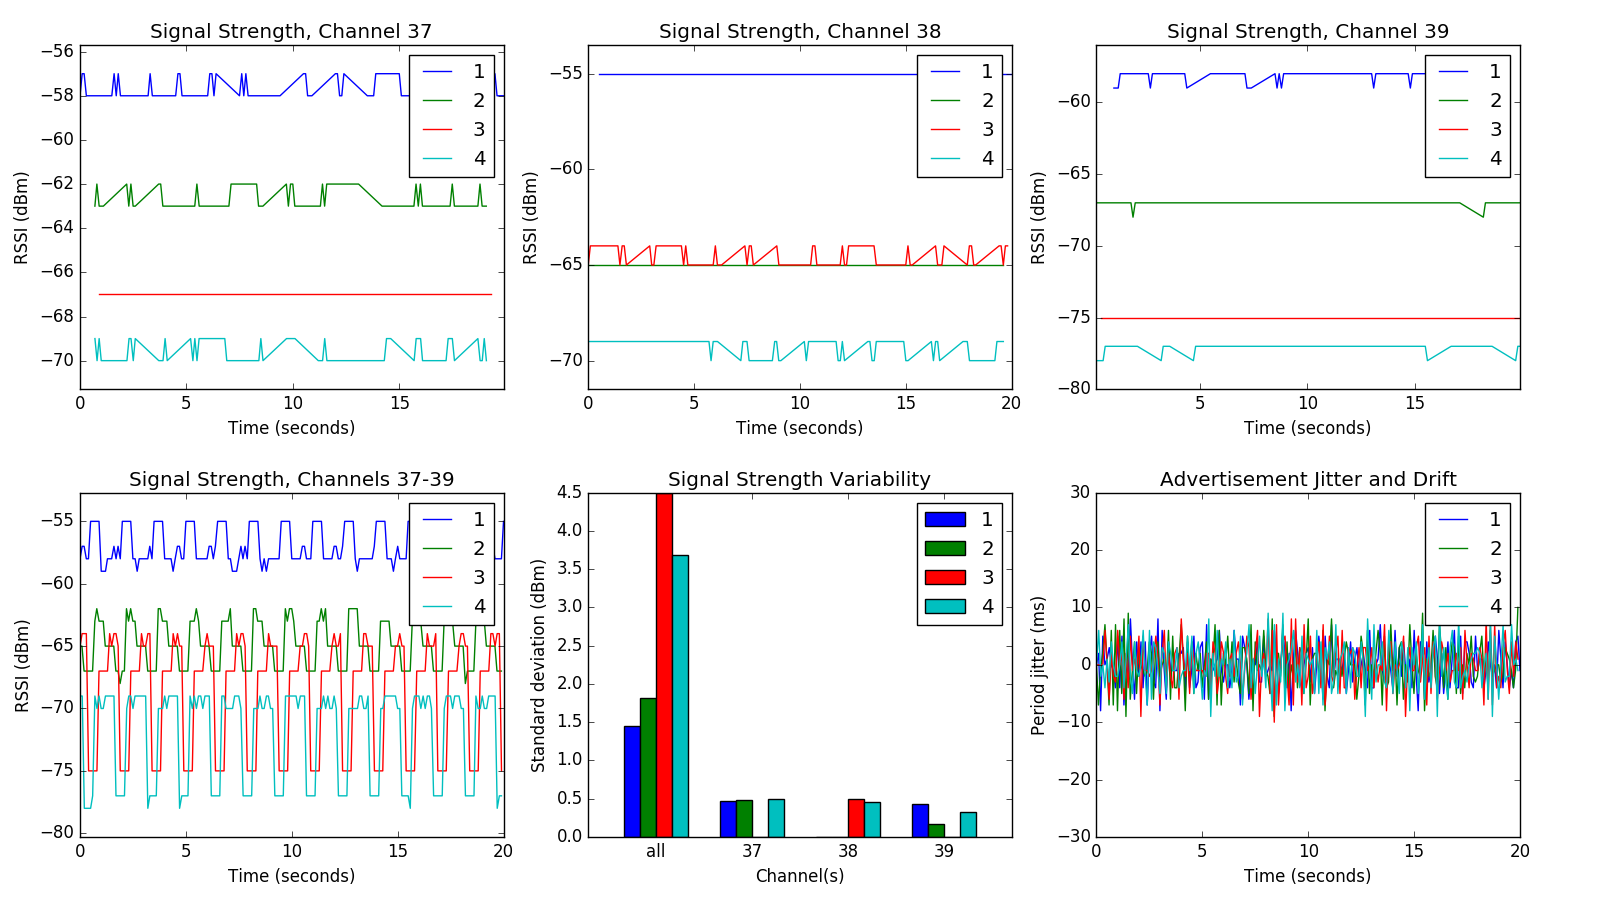 Signal Strength, Channel 37
−56
−58
−60
−62
−64
−66
−68
−70
RSSI (dBm)
0 5 10 15
Time (seconds)
1
2
3
4
Signal Strength, Channel 38
−55
−60
−65
−70
RSSI (dBm)
0 5 10 15 20
Time (seconds)
1
2
3
4
Signal Strength, Channel 39
−60
−65
−70
−75
−80
RSSI (dBm)
5 10 15
Time (seconds)
1
2
3
4
Signal Strength, Channels 37-39
−55
−60
−65
−70
−75
−80
RSSI (dBm)
0 5 10 15 20
Time (seconds)
1
2
3
4
Signal Strength Variability
4.5
4.0
3.5
3.0
2.5
2.0
1.5
1.0
0.5
0.0
Standard deviation (dBm)
all 37 38 39
Channel(s)
1
2
3
4
Advertisement Jitter and Drift
30
20
10
0
−10
−20
−30
Period jitter (ms)
0 5 10 15 20
Time (seconds)
1
2
3
4